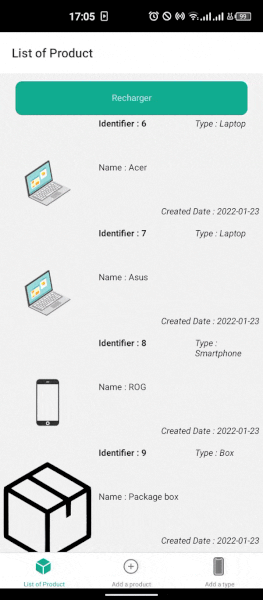 17:05 99
List of Product
Recharger
Identifier : 6 Type : Laptop
Name : Acer
Created Date : 2022-01-23
Identifier : 7 Type : Laptop
Name : Asus
Created Date : 2022-01-23
Identifier : 8 Type :
Smartphone
Name : ROG
Created Date : 2022-01-23
Identifier : 9 Type : Box
Name : Package box
Created Date : 2022-01-23
List of Product Add a product Add a type